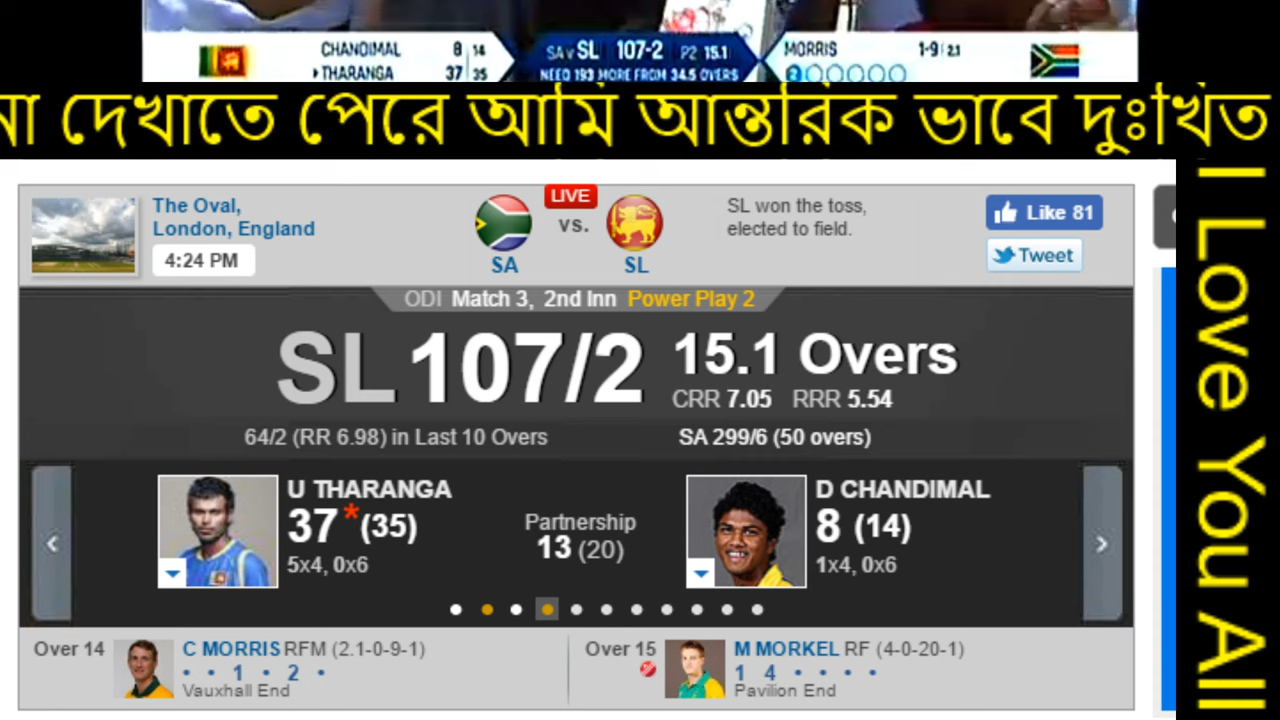 CHANDIMAL 8 14
▸THARANGA 37 35
SA v SL 107-2 P2 15.1
NEED 193 MORE FROM 34.5 OVERS
MORRIS 1-9 2.1
2
না দেখাতে পেরে আমি আন্তরিক ভাবে দুঃখিত
I Love You All
The Oval,
London, England
4:24 PM
LIVE
vs.
SA
SL
SL won the toss,
elected to field.
Like 81
Tweet
ODI Match 3, 2nd Inn Power Play 2
SL 107/2
15.1 Overs
CRR 7.05 RRR 5.54
64/2 (RR 6.98) in Last 10 Overs
SA 299/6 (50 overs)
U THARANGA
37*(35)
5x4, 0x6
Partnership
13 (20)
D CHANDIMAL
8 (14)
1x4, 0x6
Over 14
C MORRIS RFM (2.1-0-9-1)
• • 1 • 2 •
Vauxhall End
Over 15
M MORKEL RF (4-0-20-1)
1 4 • • • •
Pavilion End